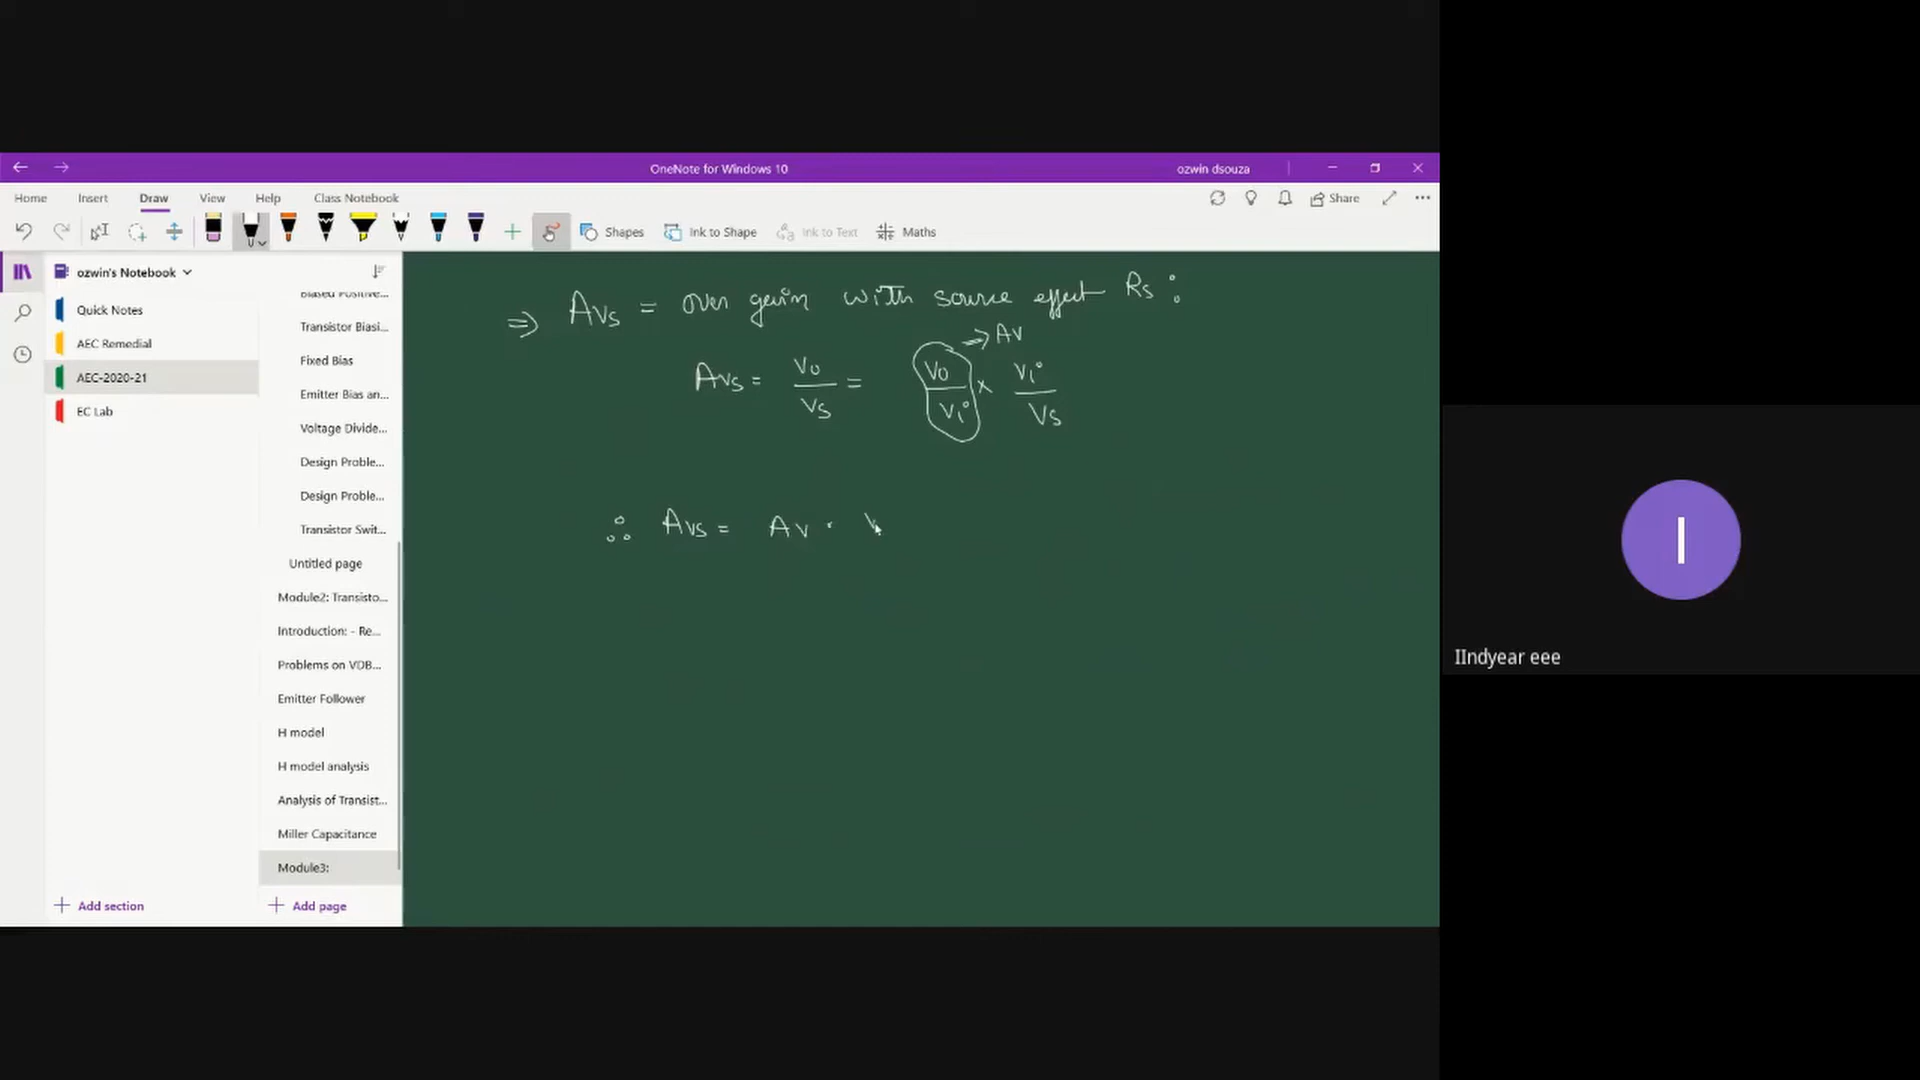 OneNote for Windows 10
ozwin dsouza
Home Insert Draw View Help Class Notebook
Share
Shapes Ink to Shape Ink to Text Maths
ozwin's Notebook
Quick Notes
AEC Remedial
AEC-2020-21
EC Lab
Add section
Biased Positive...
Transistor Biasi...
Fixed Bias
Emitter Bias an...
Voltage Divide...
Design Proble...
Design Proble...
Transistor Swit...
Untitled page
Module2: Transisto...
Introduction: - Re...
Problems on VDB...
Emitter Follower
H model
H model analysis
Analysis of Transist...
Miller Capacitance
Module3:
Add page
⇒ Avs = over gain with source effect Rs :
⇒ Av
Avs = Vo/Vs = Vo/Vi × Vi/Vs
∴ Avs = Av . V
I
IIndyear eee